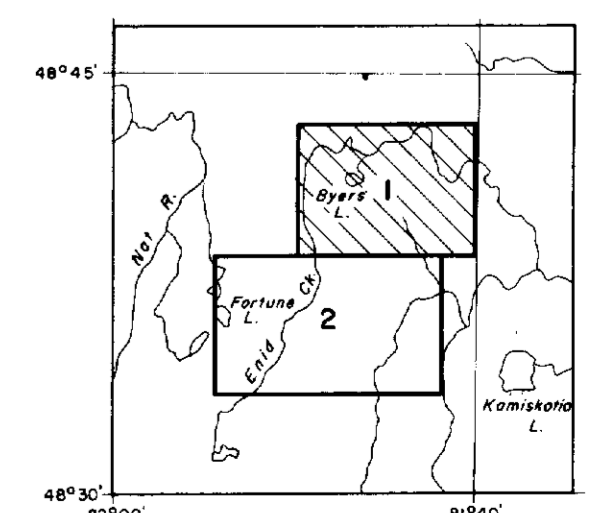 48°45'
Byers
L.
1
Nat R.
Fortune
L.
Enid Ck.
2
Kamiskotia
L.
48°30'